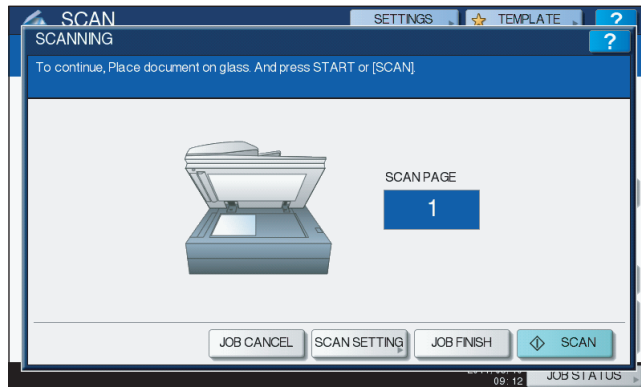 SCAN
SETTINGS
TEMPLATE
?
SCANNING
?
To continue, Place document on glass. And press START or [SCAN].
SCAN PAGE
1
JOB CANCEL
SCAN SETTING
JOB FINISH
SCAN
09:12
JOB STATUS